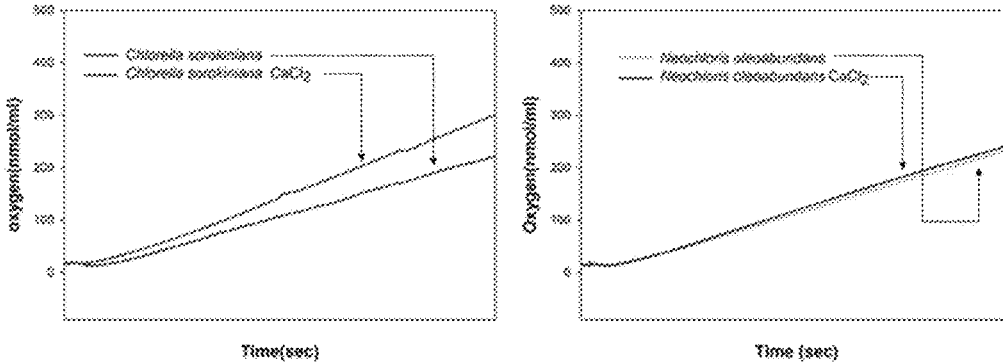 500
400
300
200
100
0
oxygen(nmol/ml)
Chlorella sorokiniana
Chlorella sorokiniana CaCl2
Time(sec)
500
400
300
200
100
0
Oxygen(nmol/ml)
Neochloris oleoabundans
Neochloris oleoabundans CaCl2
Time (sec)